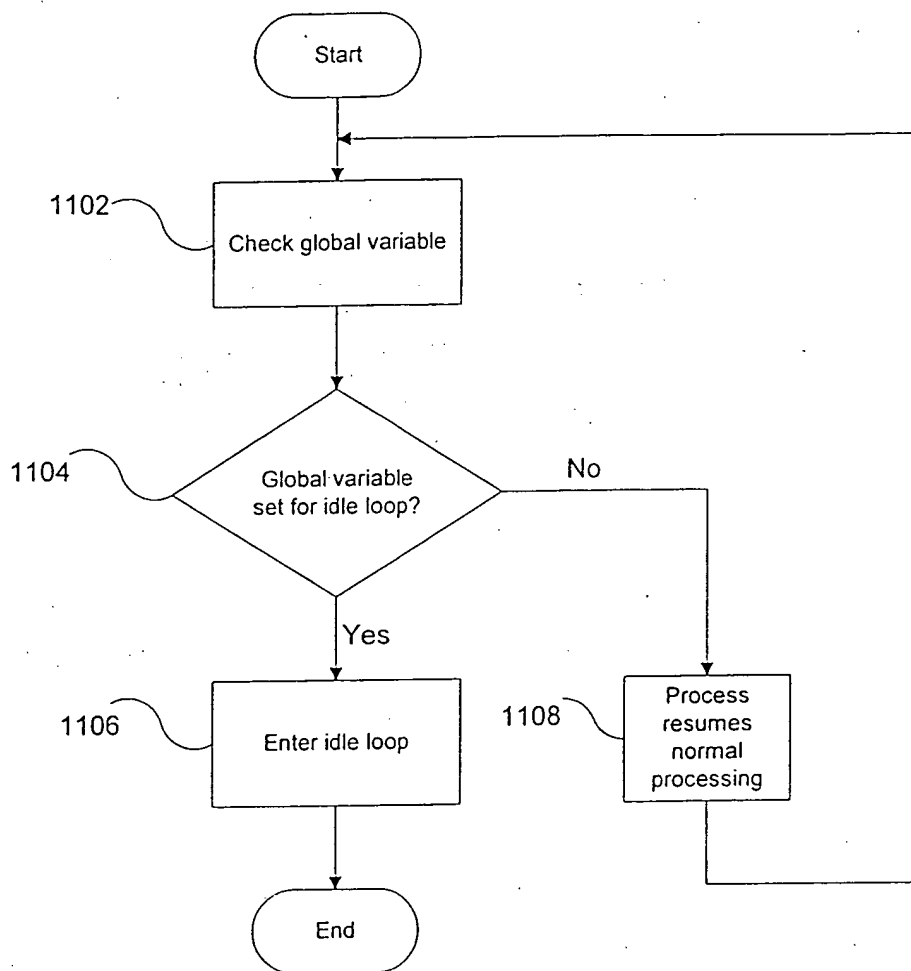 Start
1102
Check global variable
1104
Global variable
set for idle loop?
No
Yes
1106
Enter idle loop
1108
Process
resumes
normal
processing
End